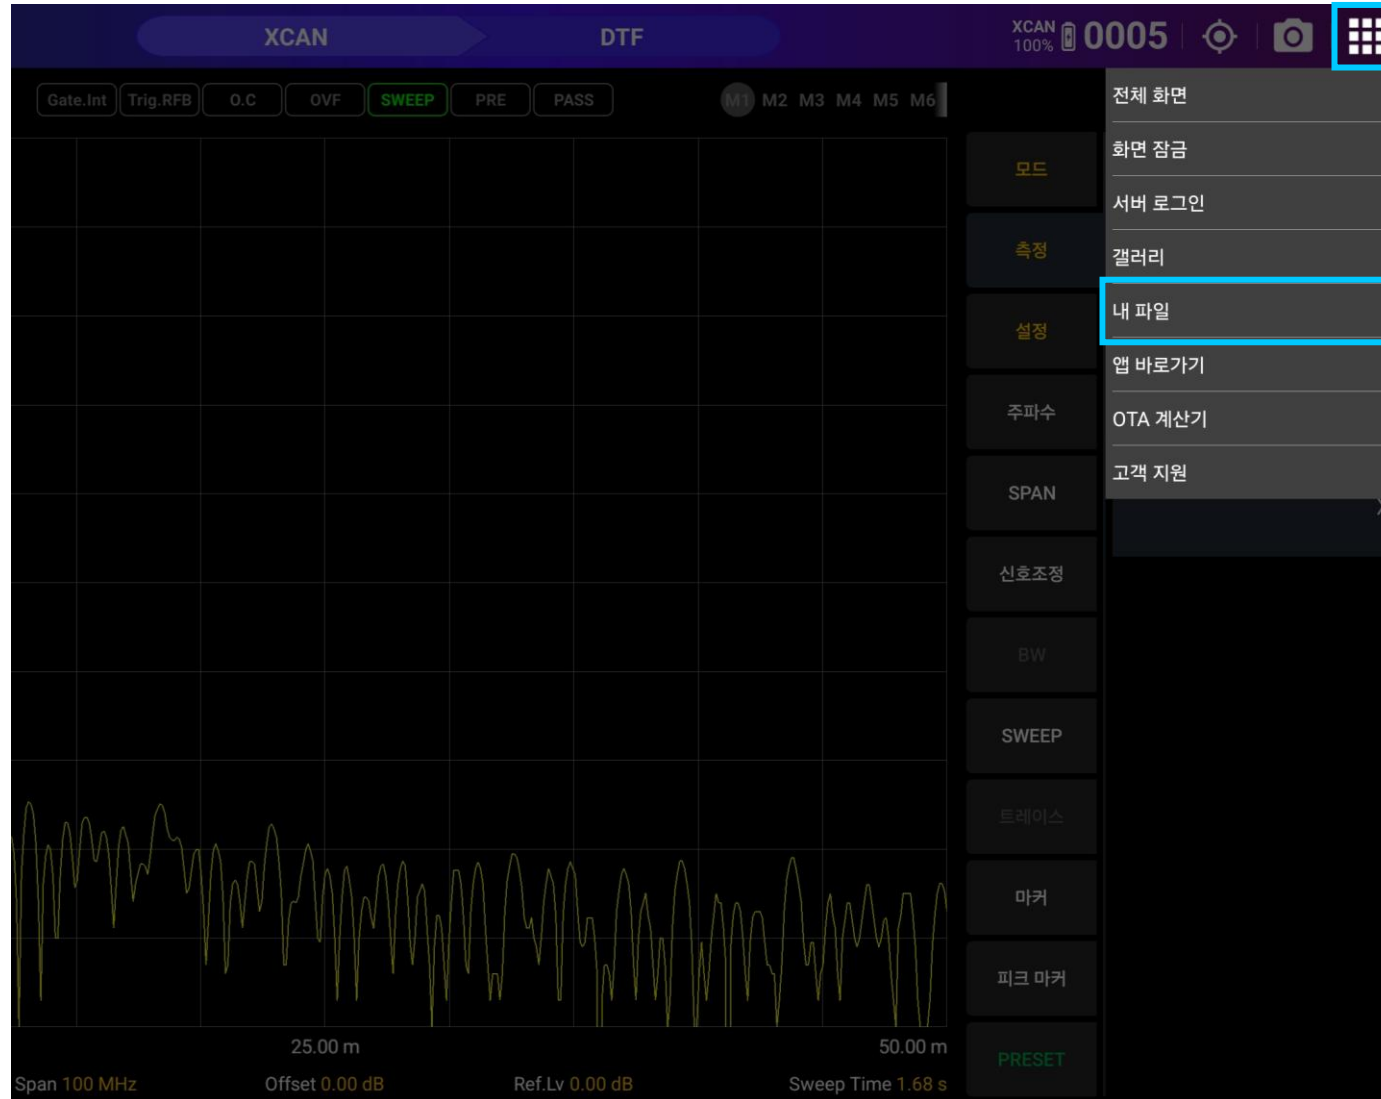 XCAN DTF XCAN 100% 0005
Gate.Int Trig.RFB O.C OVF SWEEP PRE PASS M1 M2 M3 M4 M5 M6
전체 화면
화면 잠금
서버 로그인
갤러리
내 파일
앱 바로가기
OTA 계산기
고객 지원
모드
측정
설정
주파수
SPAN
신호조정
BW
SWEEP
트레이스
마커
피크 마커
PRESET
25.00 m 50.00 m
Span 100 MHz Offset 0.00 dB Ref.Lv 0.00 dB Sweep Time 1.68 s